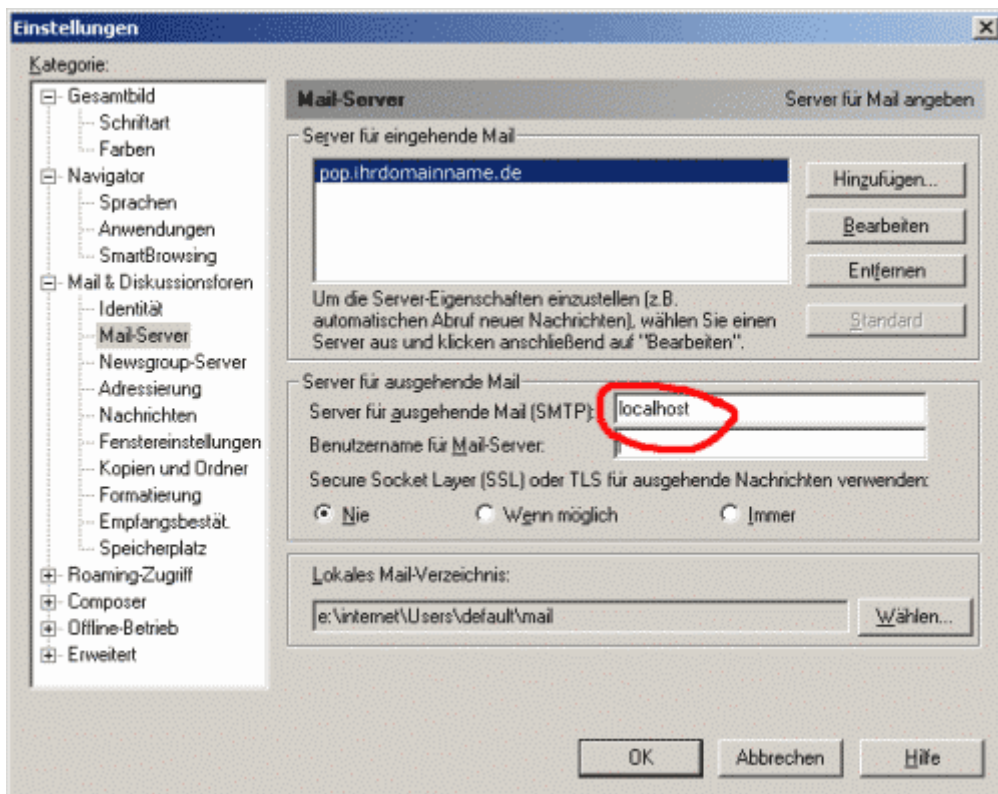 Einstellungen
Kategorie:
Gesamtbild
Schriftart
Farben
Navigator
Sprachen
Anwendungen
SmartBrowsing
Mail & Diskussionsforen
Identität
Mail-Server
Newsgroup-Server
Adressierung
Nachrichten
Fenstereinstellungen
Kopien und Ordner
Formatierung
Empfangsbestät.
Speicherplatz
Roaming-Zugriff
Composer
Offline-Betrieb
Erweitert
Mail-Server Server für Mail angeben
Server für eingehende Mail
pop.ihrdomainname.de
Hinzufügen...
Bearbeiten
Entfernen
Standard
Um die Server-Eigenschaften einzustellen (z.B.
automatischen Abruf neuer Nachrichten), wählen Sie einen
Server aus und klicken anschließend auf "Bearbeiten".
Server für ausgehende Mail
Server für ausgehende Mail (SMTP): localhost
Benutzername für Mail-Server:
Secure Socket Layer (SSL) oder TLS für ausgehende Nachrichten verwenden:
Nie Wenn möglich Immer
Lokales Mail-Verzeichnis:
e:\internet\Users\default\mail Wählen...
OK Abbrechen Hilfe